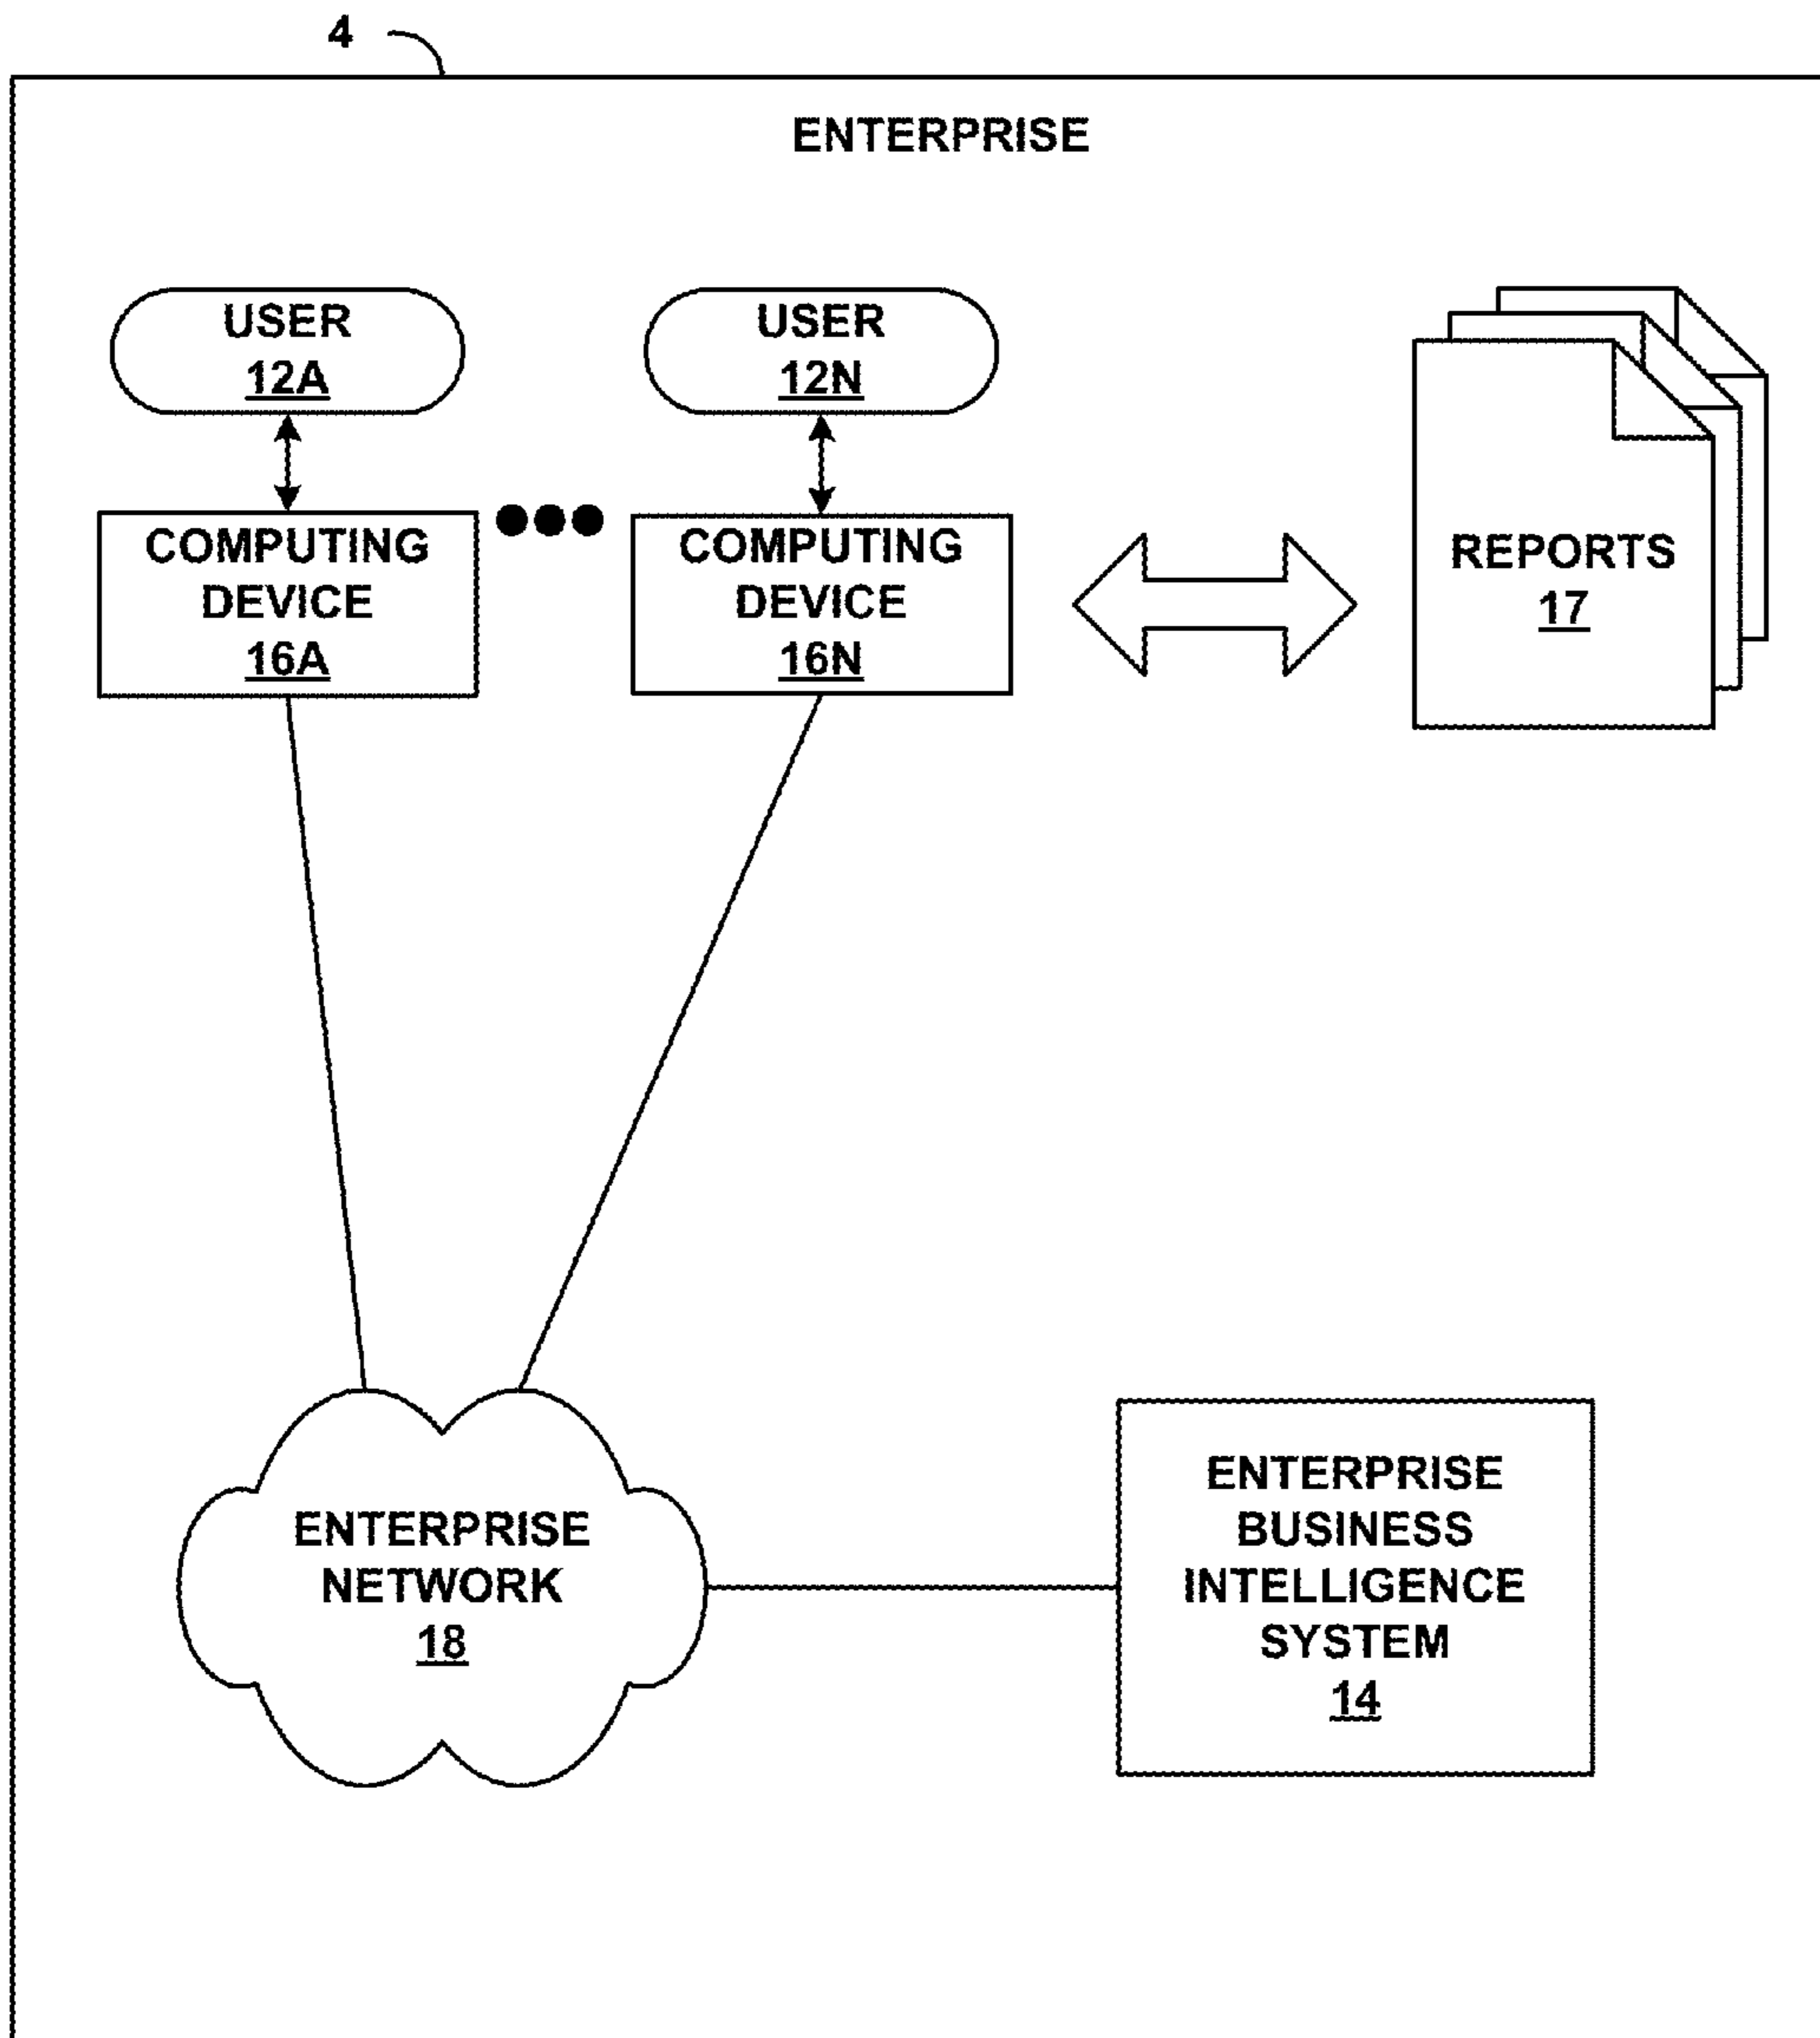 4
ENTERPRISE
USER
12A
USER
12N
COMPUTING
DEVICE
16A
COMPUTING
DEVICE
16N
REPORTS
17
ENTERPRISE
NETWORK
18
ENTERPRISE
BUSINESS
INTELLIGENCE
SYSTEM
14